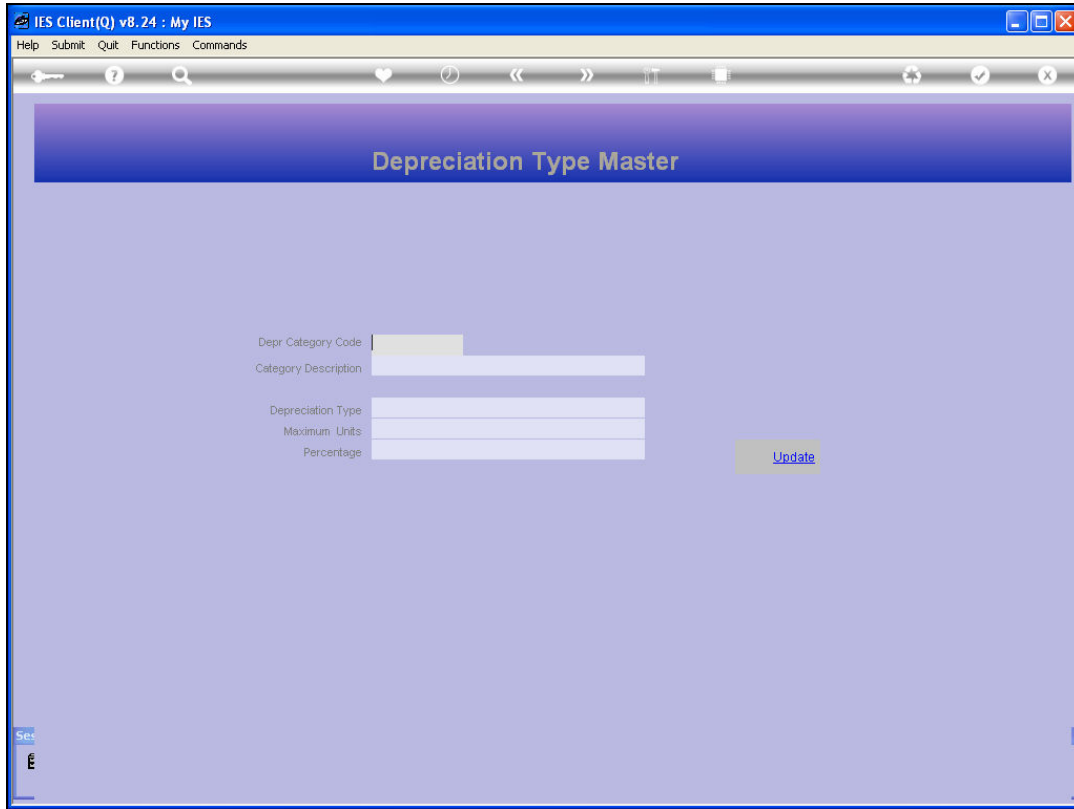 IES Client(Q) v8.24 : My IES
Help Submit Quit Functions Commands
Depreciation Type Master
Depr Category Code
Category Description
Depreciation Type
Maximum Units
Percentage
Update
Ses